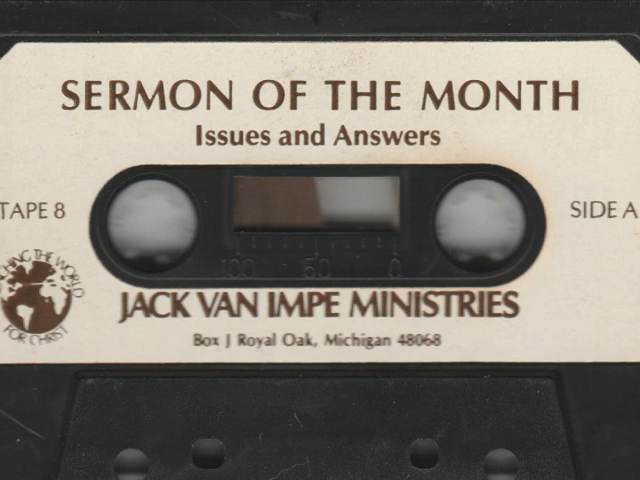 SERMON OF THE MONTH
Issues and Answers
TAPE 8
SIDE A
100 50 0
CHING THE WORLD
FOR CHRIST
JACK VAN IMPE MINISTRIES
Box J Royal Oak, Michigan 48068